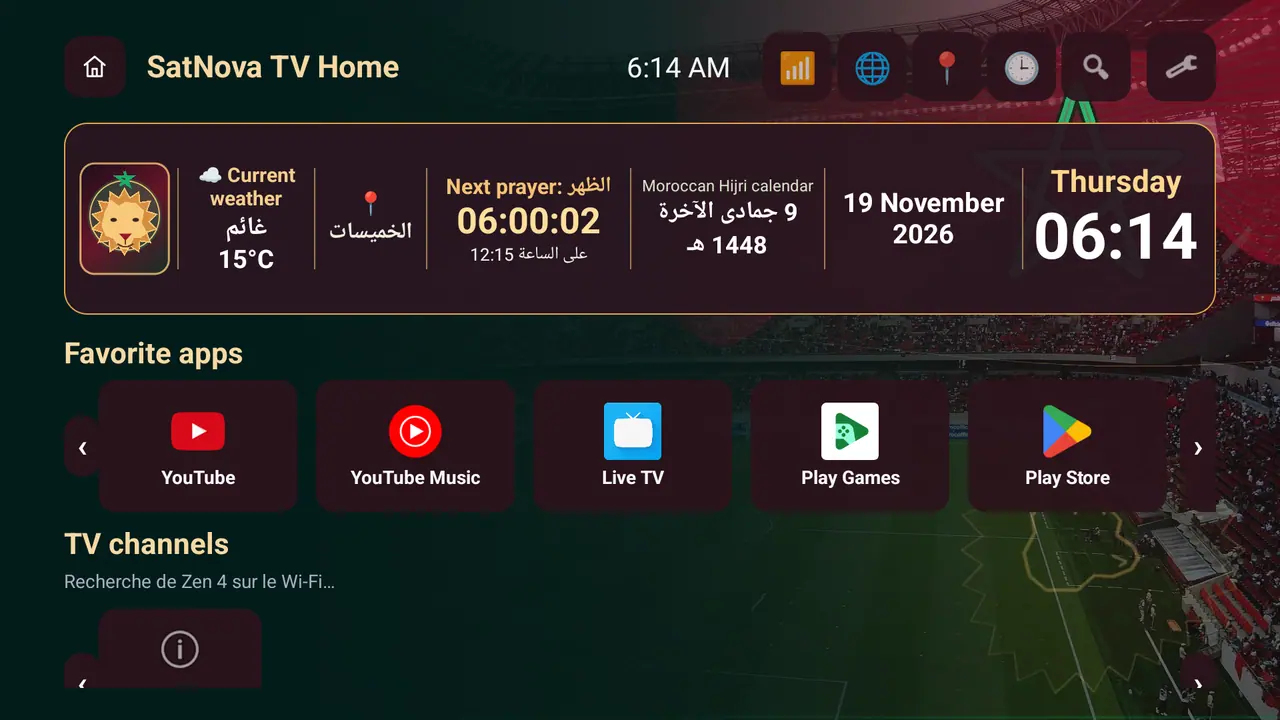 SatNova TV Home
6:14 AM
Current
weather
غائم
15°C
الخميسات
Next prayer: الظهر
06:00:02
على الساعة 12:15
Moroccan Hijri calendar
9 جمادى الآخرة
1448 هـ
19 November
2026
Thursday
06:14
Favorite apps
YouTube
YouTube Music
Live TV
Play Games
Play Store
TV channels
Recherche de Zen 4 sur le Wi-Fi…